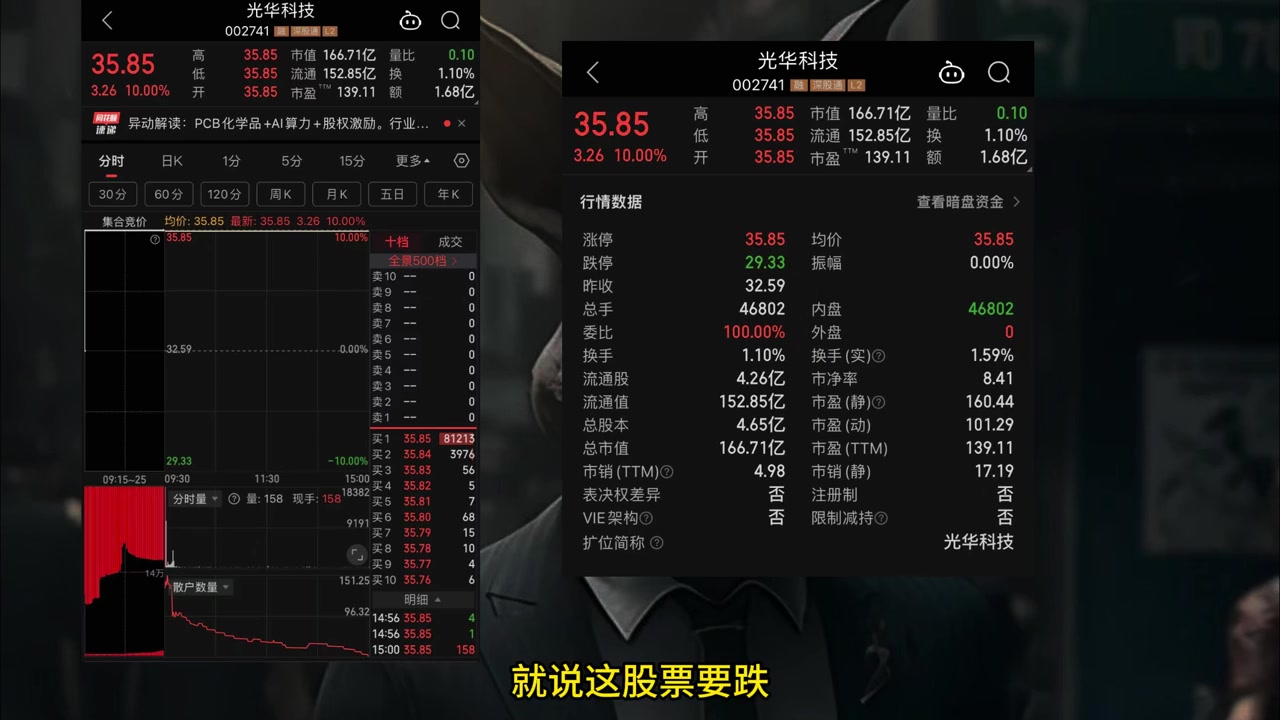 光华科技
002741 融 深股通 L2
35.85
3.26 10.00%
高 35.85 市值 166.71亿 量比 0.10
低 35.85 流通 152.85亿 换 1.10%
开 35.85 市盈TTM 139.11 额 1.68亿
同花顺速递 异动解读：PCB化学品+AI算力+股权激励。行业... ×
分时 日K 1分 5分 15分 更多
30分 60分 120分 周K 月K 五日 年K
集合竞价 均价: 35.85 最新: 35.85 3.26 10.00%
35.85 10.00%
32.59 0.00%
29.33 -10.00%
09:15~25 09:30 11:30 15:00
分时量 ? 量: 158 现手: 158 18382
9191
14万
散户数量 151.25
96.32
十档 成交
全景500档 >
卖10 -- 0
卖9 -- 0
卖8 -- 0
卖7 -- 0
卖6 -- 0
卖5 -- 0
卖4 -- 0
卖3 -- 0
卖2 -- 0
卖1 -- 0
买1 35.85 81213
买2 35.84 3976
买3 35.83 56
买4 35.82 5
买5 35.81 7
买6 35.80 68
买7 35.79 15
买8 35.78 10
买9 35.77 4
买10 35.76 6
明细
14:56 35.85 4
14:56 35.85 1
15:00 35.85 158
光华科技
002741 融 深股通 L2
35.85
3.26 10.00%
高 35.85 市值 166.71亿 量比 0.10
低 35.85 流通 152.85亿 换 1.10%
开 35.85 市盈TTM 139.11 额 1.68亿
行情数据 查看暗盘资金 >
涨停 35.85 均价 35.85
跌停 29.33 振幅 0.00%
昨收 32.59
总手 46802 内盘 46802
委比 100.00% 外盘 0
换手 1.10% 换手(实)? 1.59%
流通股 4.26亿 市净率 8.41
流通值 152.85亿 市盈(静)? 160.44
总股本 4.65亿 市盈(动) 101.29
总市值 166.71亿 市盈(TTM) 139.11
市销(TTM)? 4.98 市销(静) 17.19
表决权差异 否 注册制 否
VIE架构? 否 限制减持? 否
扩位简称? 光华科技
就说这股票要跌